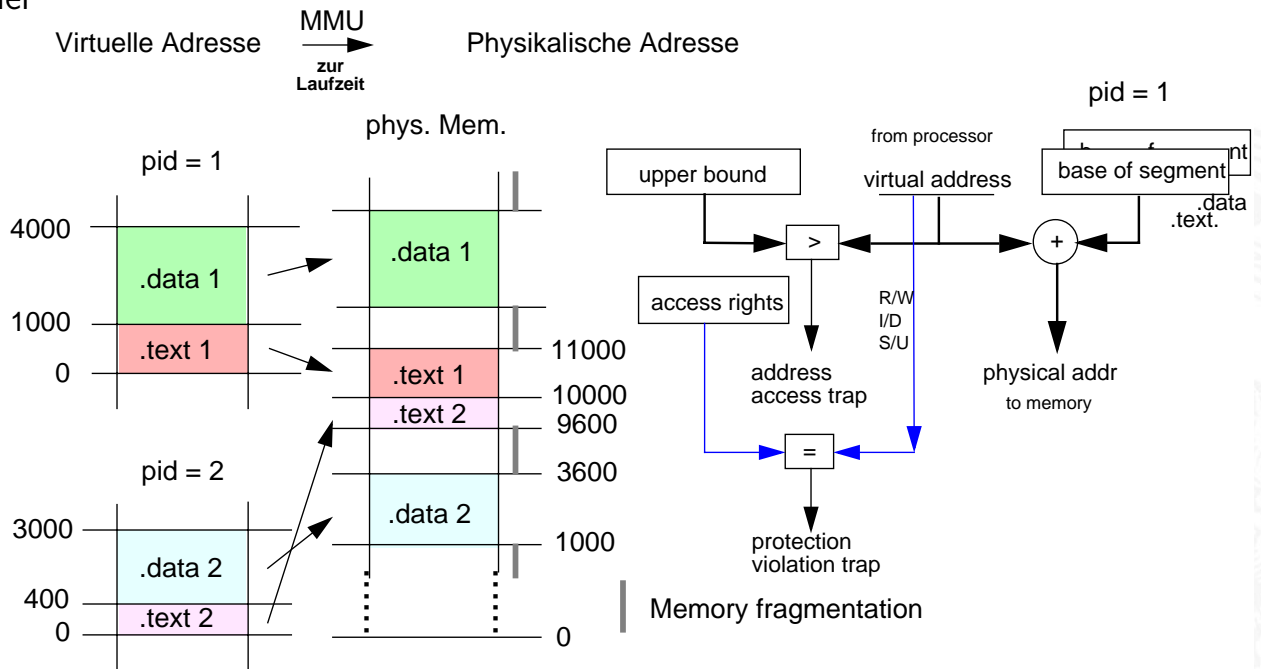 Virtuelle Adresse
MMU
zur
Laufzeit
Physikalische Adresse
phys. Mem.
pid = 1
4000
.data 1
1000
.text 1
0
pid = 2
3000
.data 2
400
.text 2
0
.data 1
11000
.text 1
10000
.text 2
9600
3600
.data 2
1000
0
Memory fragmentation
pid = 1
from processor
upper bound
virtual address
base of segment
nt
.data
.text.
>
+
access rights
R/W
I/D
S/U
address
access trap
physical addr
to memory
=
protection
violation trap